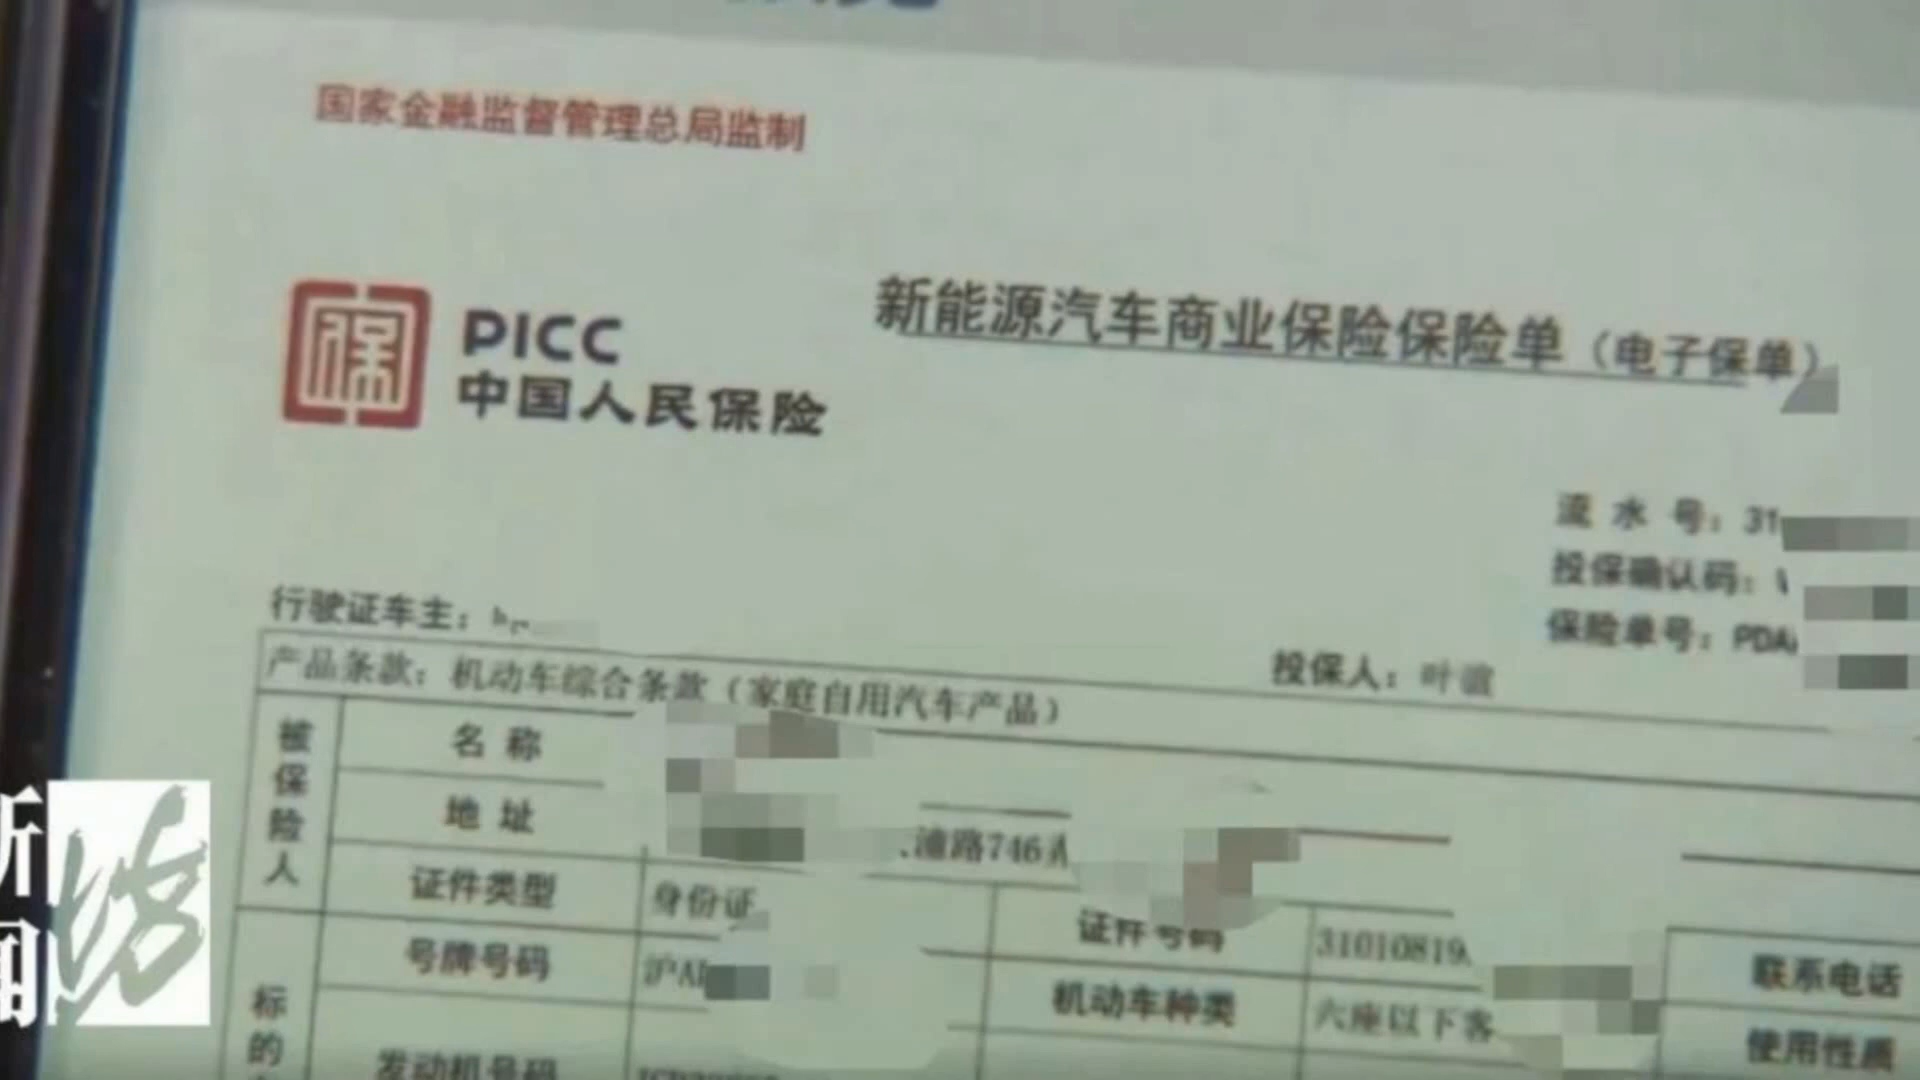 国家金融监督管理总局监制
保
PICC
中国人民保险
新能源汽车商业保险保险单（电子保单）
流水号：31
投保确认码：
保险单号：PDA
行驶证车主：
投保人：叶谊
产品条款：机动车综合条款（家庭自用汽车产品）
被保险人
名称
地址
浦路746
证件类型
身份证
证件号码
31010819
联系电话
号牌号码
沪A
机动车种类
六座以下客
使用性质
标的
发动机号码
新闻坊